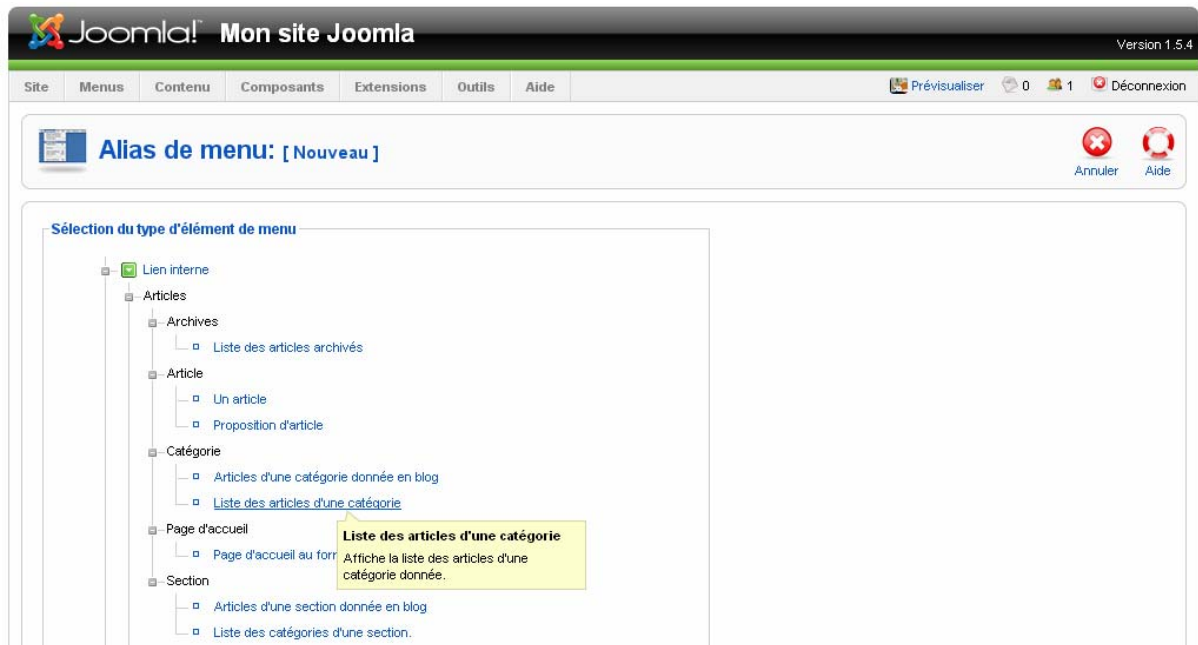 Joomla! Mon site Joomla
Version 1.5.4
Site Menus Contenu Composants Extensions Outils Aide Prévisualiser 0 1 Déconnexion
Alias de menu: [ Nouveau ]
Annuler Aide
Sélection du type d'élément de menu
Lien interne
Articles
Archives
Liste des articles archivés
Article
Un article
Proposition d'article
Catégorie
Articles d'une catégorie donnée en blog
Liste des articles d'une catégorie
Page d'accueil
Liste des articles d'une catégorie
Page d'accueil au
Affiche la liste des articles d'une
catégorie donnée.
Section
Articles d'une section donnée en blog
Liste des catégories d'une section.